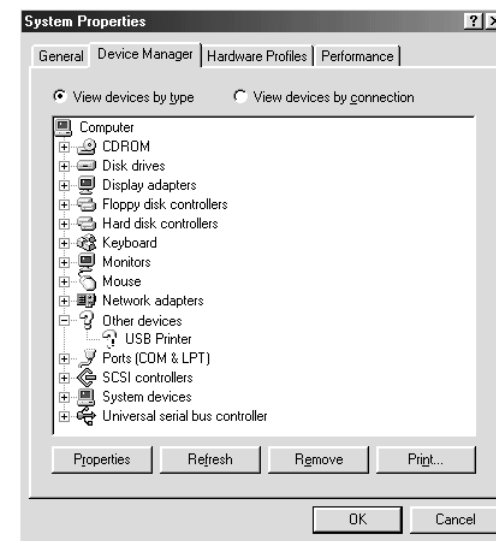 System Properties
General Device Manager Hardware Profiles Performance
View devices by type View devices by connection
Computer
CDROM
Disk drives
Display adapters
Floppy disk controllers
Hard disk controllers
Keyboard
Monitors
Mouse
Network adapters
Other devices
USB Printer
Ports (COM & LPT)
SCSI controllers
System devices
Universal serial bus controller
Properties Refresh Remove Print...
OK Cancel